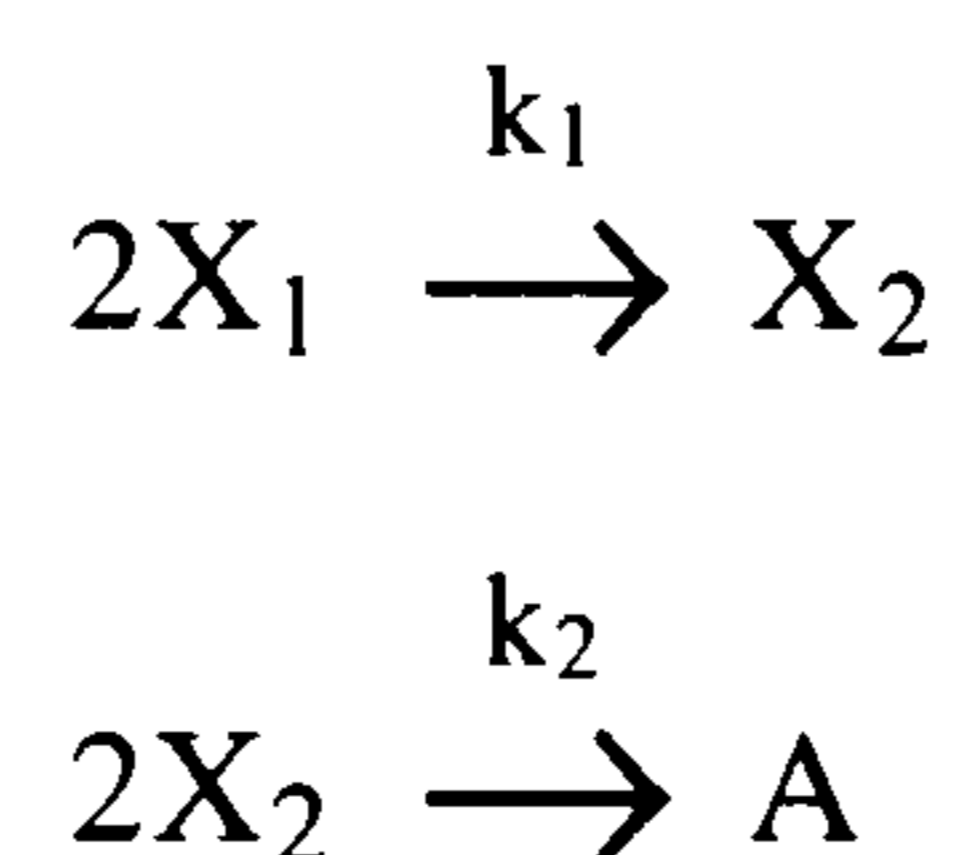 k₁
2X₁ → X₂
k₂
2X₂ → A